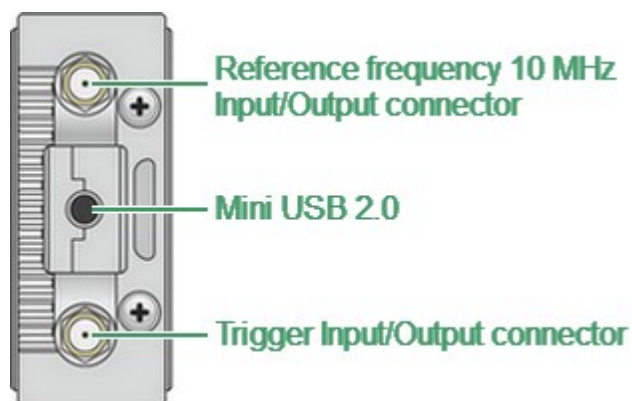 Reference frequency 10 MHz
Input/Output connector
Mini USB 2.0
Trigger Input/Output connector